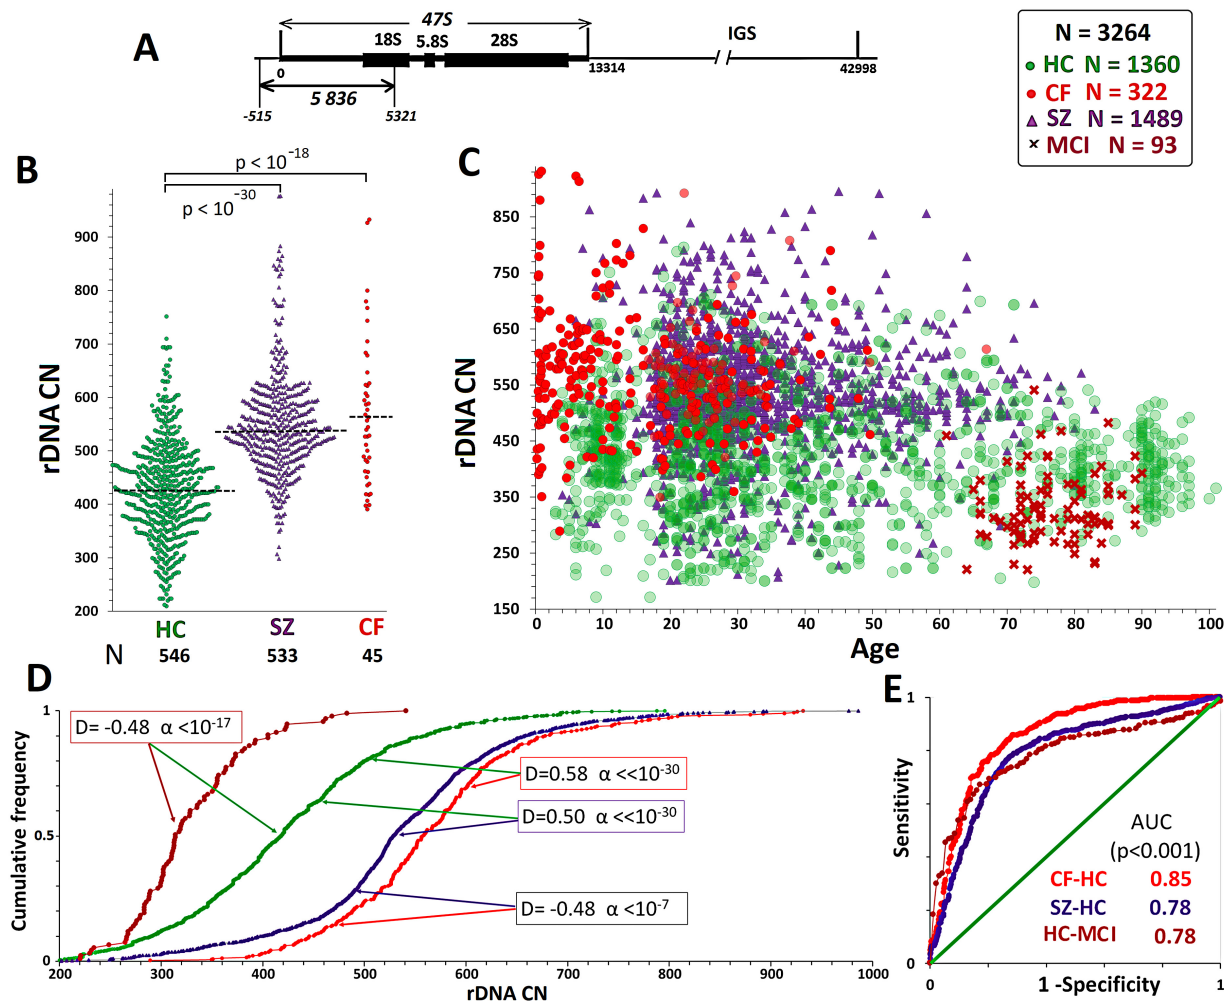 A
47S
18S 5.8S 28S
IGS
0
13314
42998
5 836
-515
5321
N = 3264
HC N = 1360
CF N = 322
SZ N = 1489
MCI N = 93
B
p < 10⁻¹⁸
p < 10⁻³⁰
rDNA CN
900
800
700
600
500
400
300
200
HC SZ CF
N 546 533 45
C
rDNA CN
850
750
650
550
450
350
250
150
0 10 20 30 40 50 60 70 80 90 100
Age
D
Cumulative frequency
1
0.5
0
D= -0.48 α <10⁻¹⁷
D=0.58 α <<10⁻³⁰
D=0.50 α <<10⁻³⁰
D= -0.48 α <10⁻⁷
200 300 400 500 600 700 800 900 1000
rDNA CN
E
Sensitivity
1
0
AUC
(p<0.001)
CF-HC 0.85
SZ-HC 0.78
HC-MCI 0.78
0 1
1 -Specificity